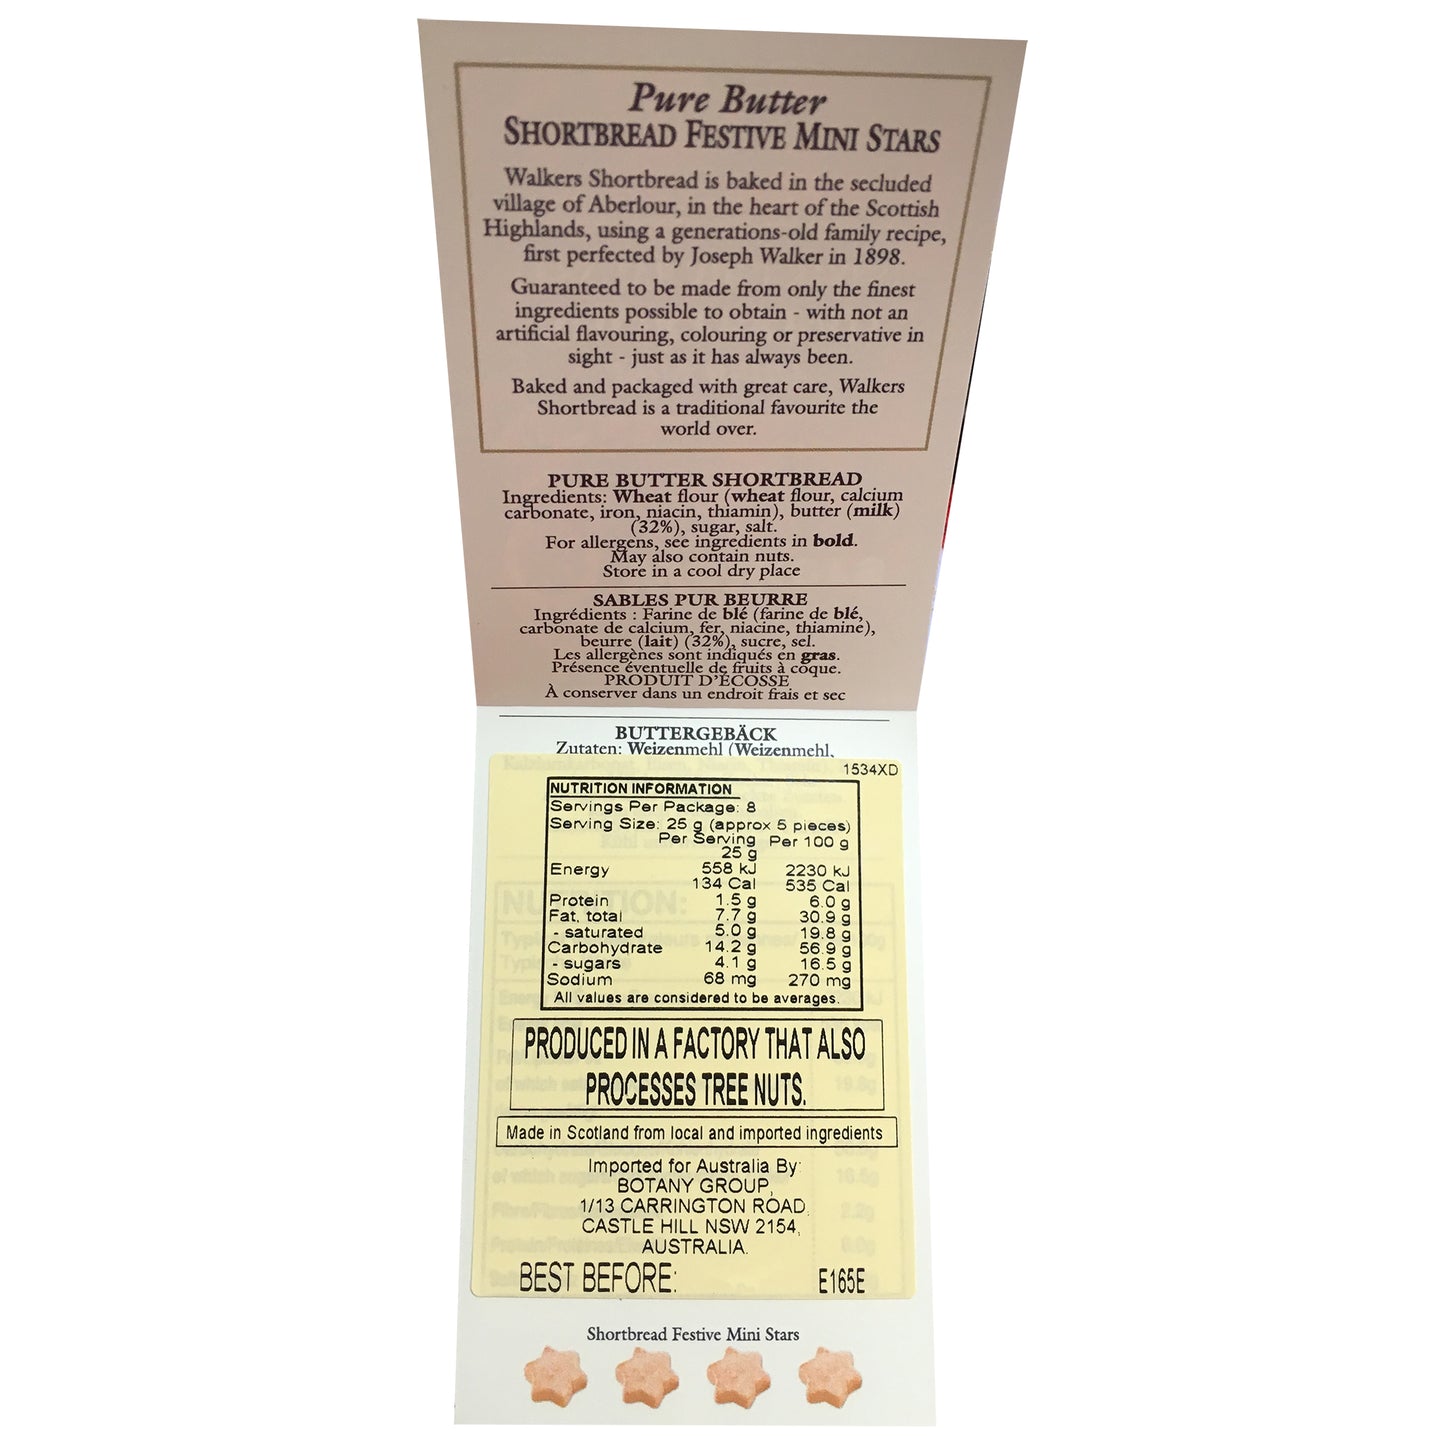 Pure Butter
SHORTBREAD FESTIVE MINI STARS
Walkers Shortbread is baked in the secluded
village of Aberlour, in the heart of the Scottish
Highlands, using a generations-old family recipe,
first perfected by Joseph Walker in 1898.
Guaranteed to be made from only the finest
ingredients possible to obtain - with not an
artificial flavouring, colouring or preservative in
sight - just as it has always been.
Baked and packaged with great care, Walkers
Shortbread is a traditional favourite the
world over.
PURE BUTTER SHORTBREAD
Ingredients: Wheat flour (wheat flour, calcium
carbonate, iron, niacin, thiamin), butter (milk)
(32%), sugar, salt.
For allergens, see ingredients in bold.
May also contain nuts.
Store in a cool dry place
SABLES PUR BEURRE
Ingrédients : Farine de blé (farine de blé,
carbonate de calcium, fer, niacine, thiamine),
beurre (lait) (32%), sucre, sel.
Les allergènes sont indiqués en gras.
Présence éventuelle de fruits à coque.
PRODUIT D'ÉCOSSE
À conserver dans un endroit frais et sec
BUTTERGEBÄCK
Zutaten: Weizenmehl (Weizenmehl,
1534XD
NUTRITION INFORMATION
Servings Per Package: 8
Serving Size: 25 g (approx 5 pieces)
Per Serving Per 100 g
25 g
Energy 558 kJ 2230 kJ
134 Cal 535 Cal
Protein 1.5 g 6.0 g
Fat, total 7.7 g 30.9 g
- saturated 5.0 g 19.8 g
Carbohydrate 14.2 g 56.9 g
- sugars 4.1 g 16.5 g
Sodium 68 mg 270 mg
All values are considered to be averages.
PRODUCED IN A FACTORY THAT ALSO
PROCESSES TREE NUTS.
Made in Scotland from local and imported ingredients
Imported for Australia By:
BOTANY GROUP,
1/13 CARRINGTON ROAD,
CASTLE HILL NSW 2154,
AUSTRALIA.
BEST BEFORE: E165E
Shortbread Festive Mini Stars